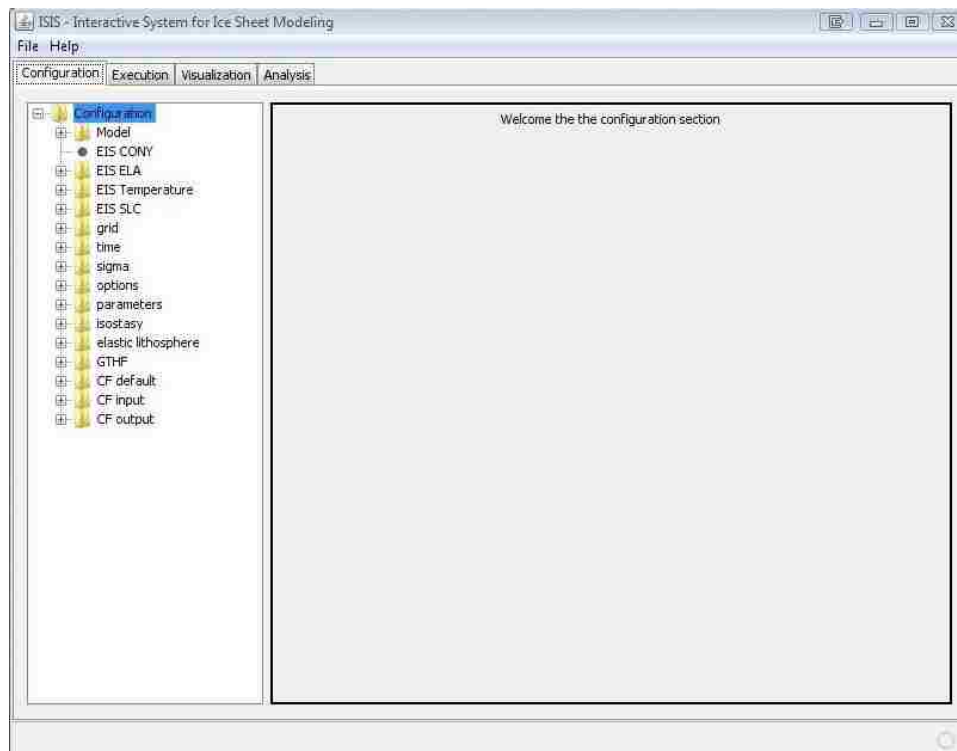 ISIS - Interactive System for Ice Sheet Modeling
File Help
Configuration Execution Visualization Analysis
Configuration
Welcome the the configuration section
Model
EIS CONY
EIS ELA
EIS Temperature
EIS SLC
grid
time
sigma
options
parameters
isostasy
elastic lithosphere
GTHF
CF default
CF input
CF output